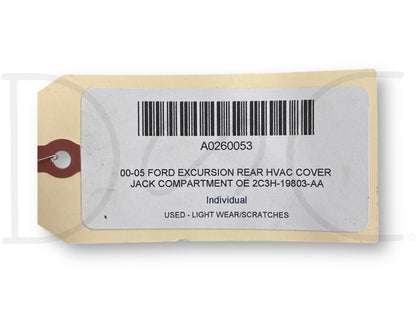 A0260053
00-05 FORD EXCURSION REAR HVAC COVER
JACK COMPARTMENT OE 2C3H-19803-AA
Individual
USED - LIGHT WEAR/SCRATCHES